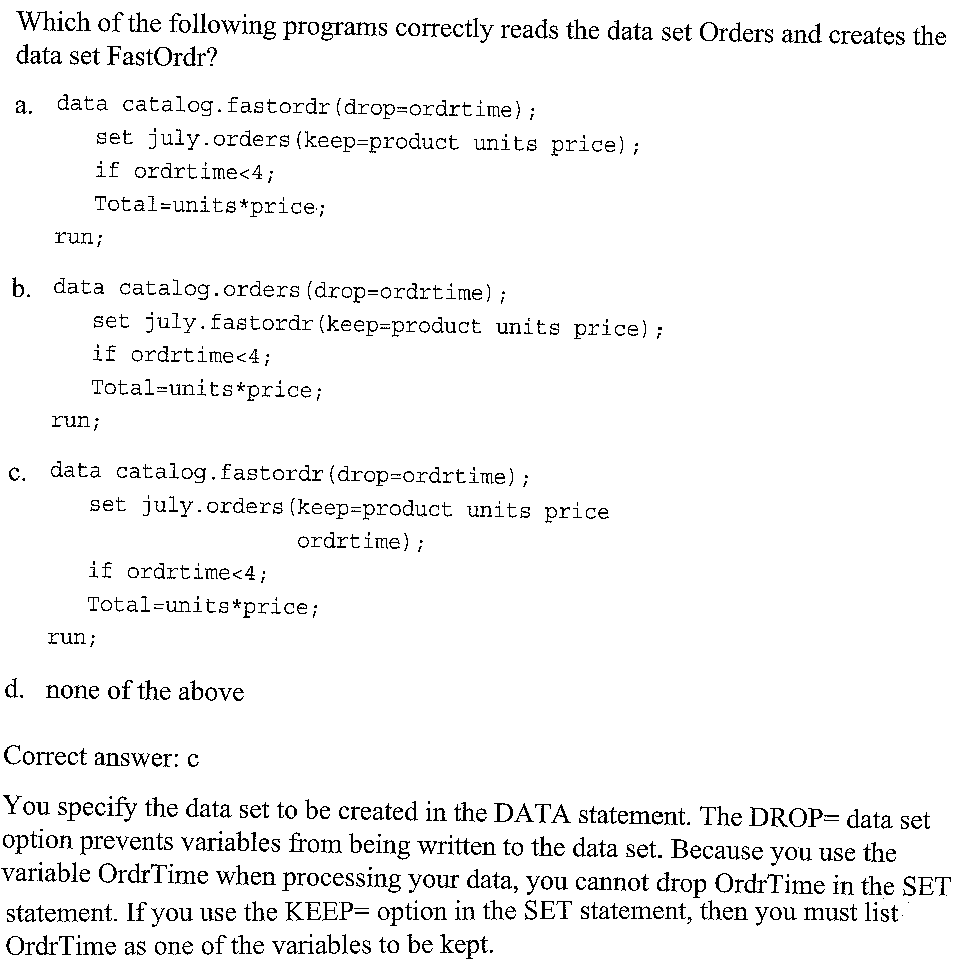 Which of the following programs correctly reads the data set Orders and creates the
data set FastOrdr?
a. data catalog.fastordr(drop=ordrtime);
set july.orders(keep=product units price);
if ordrtime<4;
Total=units*price;
run;
b. data catalog.orders(drop=ordrtime);
set july.fastordr(keep=product units price);
if ordrtime<4;
Total=units*price;
run;
c. data catalog.fastordr(drop=ordrtime);
set july.orders(keep=product units price
ordrtime);
if ordrtime<4;
Total=units*price;
run;
d. none of the above
Correct answer: c
You specify the data set to be created in the DATA statement. The DROP= data set
option prevents variables from being written to the data set. Because you use the
variable OrdrTime when processing your data, you cannot drop OrdrTime in the SET
statement. If you use the KEEP= option in the SET statement, then you must list
OrdrTime as one of the variables to be kept.